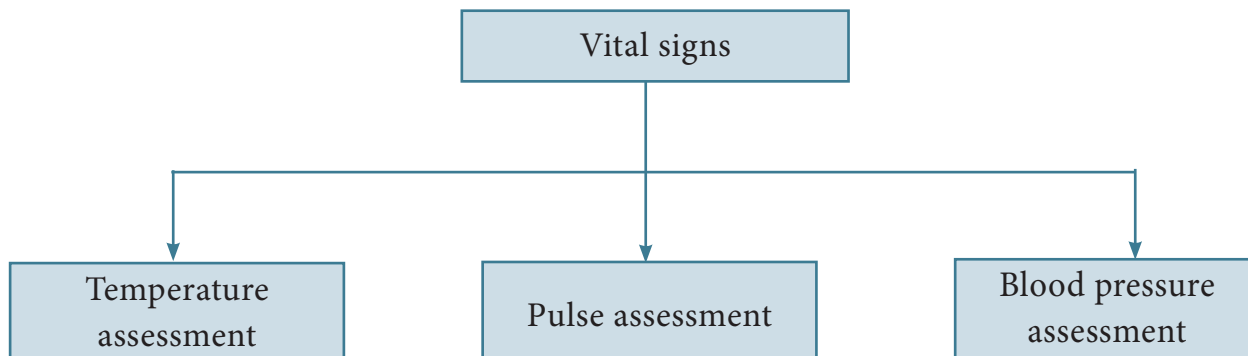 Vital signs
Temperature
assessment
Pulse assessment
Blood pressure
assessment